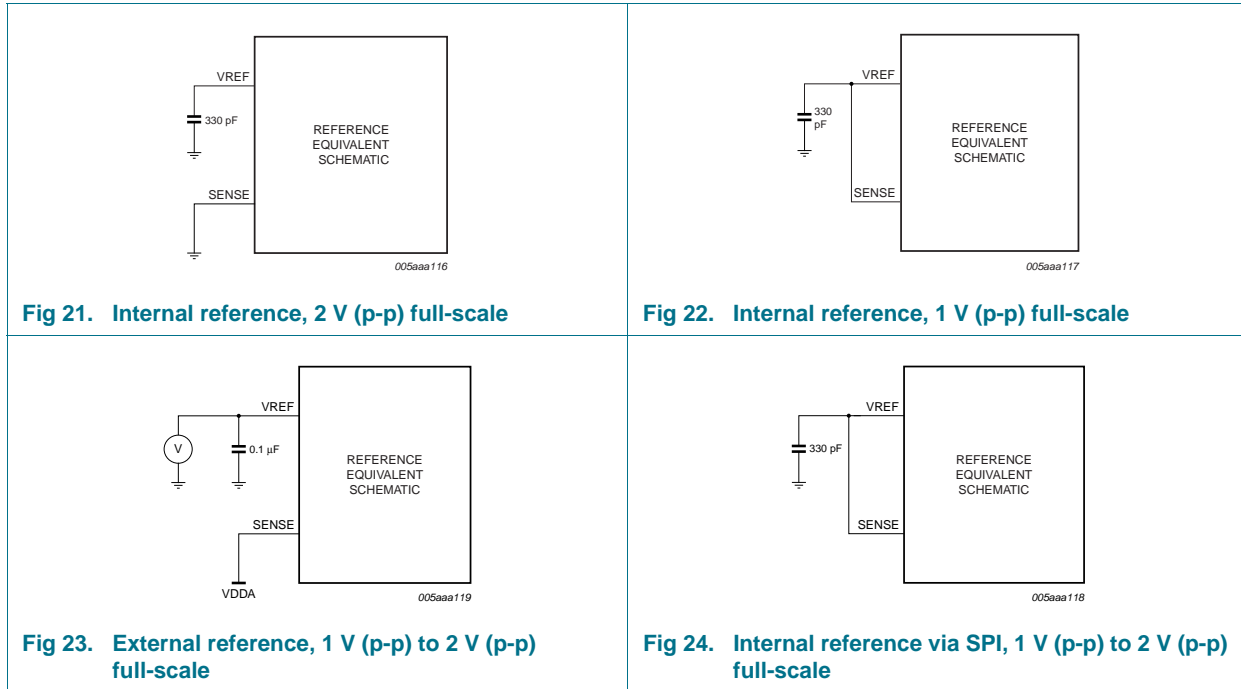 VREF
330 pF
REFERENCE
EQUIVALENT
SCHEMATIC
SENSE
005aaa116
Fig 21. Internal reference, 2 V (p-p) full-scale
VREF
330
pF
REFERENCE
EQUIVALENT
SCHEMATIC
SENSE
005aaa117
Fig 22. Internal reference, 1 V (p-p) full-scale
VREF
V
0.1 μF
REFERENCE
EQUIVALENT
SCHEMATIC
SENSE
VDDA
005aaa119
Fig 23. External reference, 1 V (p-p) to 2 V (p-p)
full-scale
VREF
330 pF
REFERENCE
EQUIVALENT
SCHEMATIC
SENSE
005aaa118
Fig 24. Internal reference via SPI, 1 V (p-p) to 2 V (p-p)
full-scale